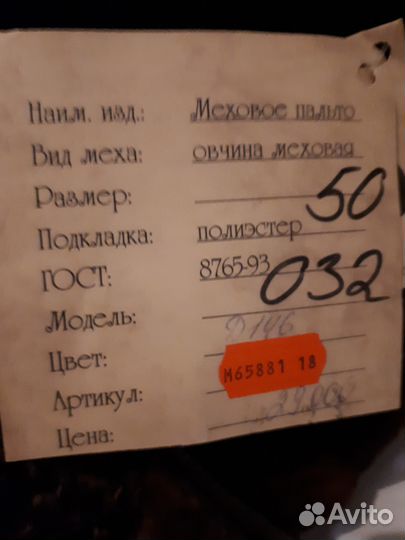 Наим. изд.: Меховое пальто
Вид меха: овчина меховая
Размер: 50
Подкладка: полиэстер
ГОСТ: 8765-93
032
Модель:
Цвет: М65881 18
Артикул:
Цена:
Avito